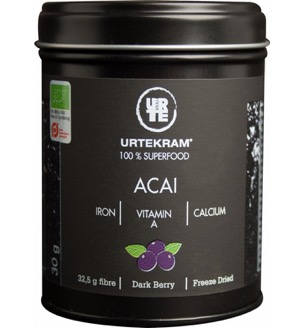 UR
TE
URTEKRAM®
100 % SUPERFOOD
ACAI
IRON
VITAMIN
A
CALCIUM
32,5 g fibre
Dark Berry
Freeze Dried
30 g